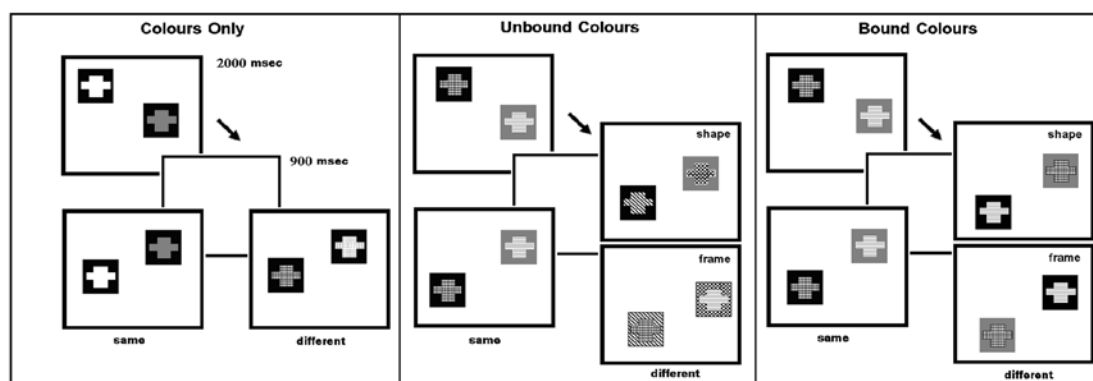 Colours Only
2000 msec
900 msec
same
different
Unbound Colours
shape
frame
same
different
Bound Colours
shape
frame
same
different